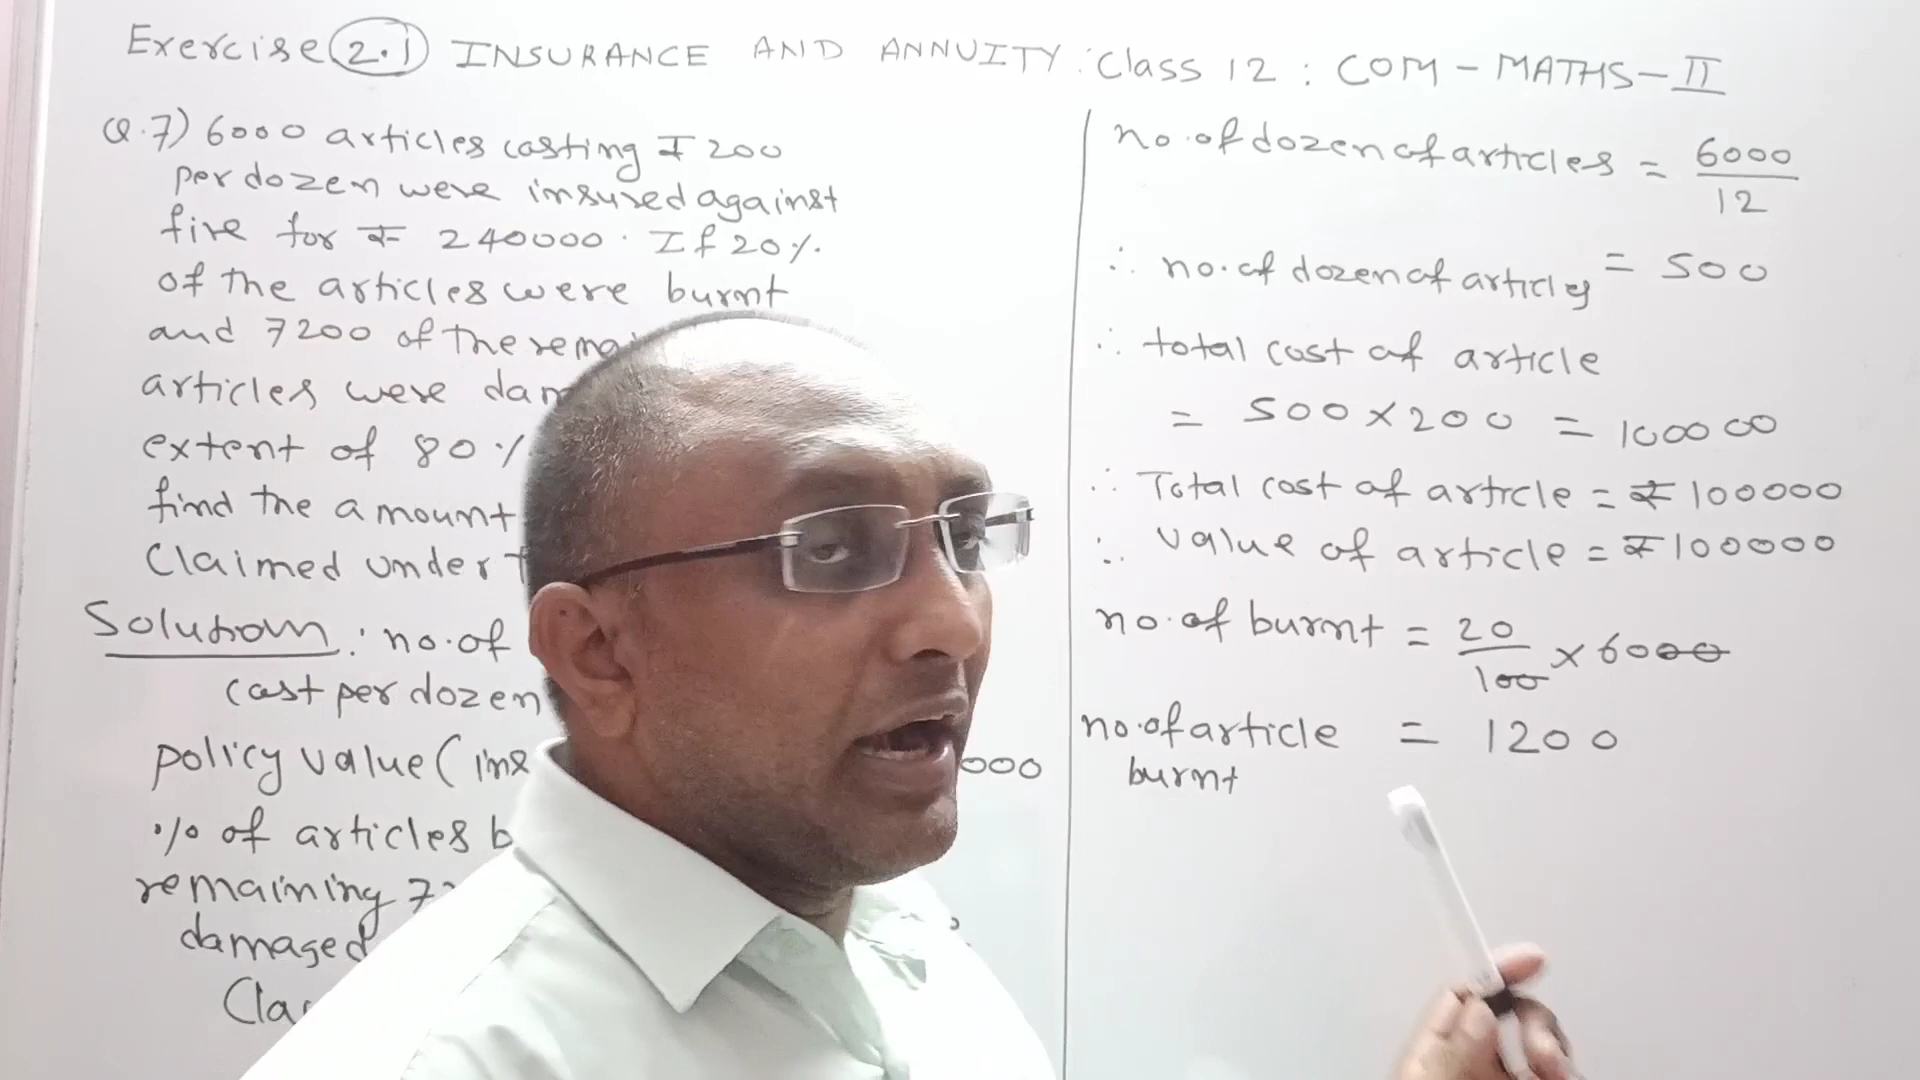 Exercise 2.1 INSURANCE AND ANNUITY : Class 12 : COM - MATHS - II
Q.7) 6000 articles costing ₹ 200
per dozen were insured against
fire for ₹ 240000. If 20%
of the articles were burnt
and 7200 of the
articles were
extent of 80%
find the amount
Claimed under
Solution : no. of
cost per dozen
policy value (
000
% of articles
remaining
damaged
no. of dozen of articles = 6000 / 12
∴ no. of dozen of articles = 500
∴ total cost of article
= 500 × 200 = 100000
∴ Total cost of article = ₹ 100000
∴ value of article = ₹ 100000
no. of burnt = 20 / 100 × 6000
no. of article burnt = 1200